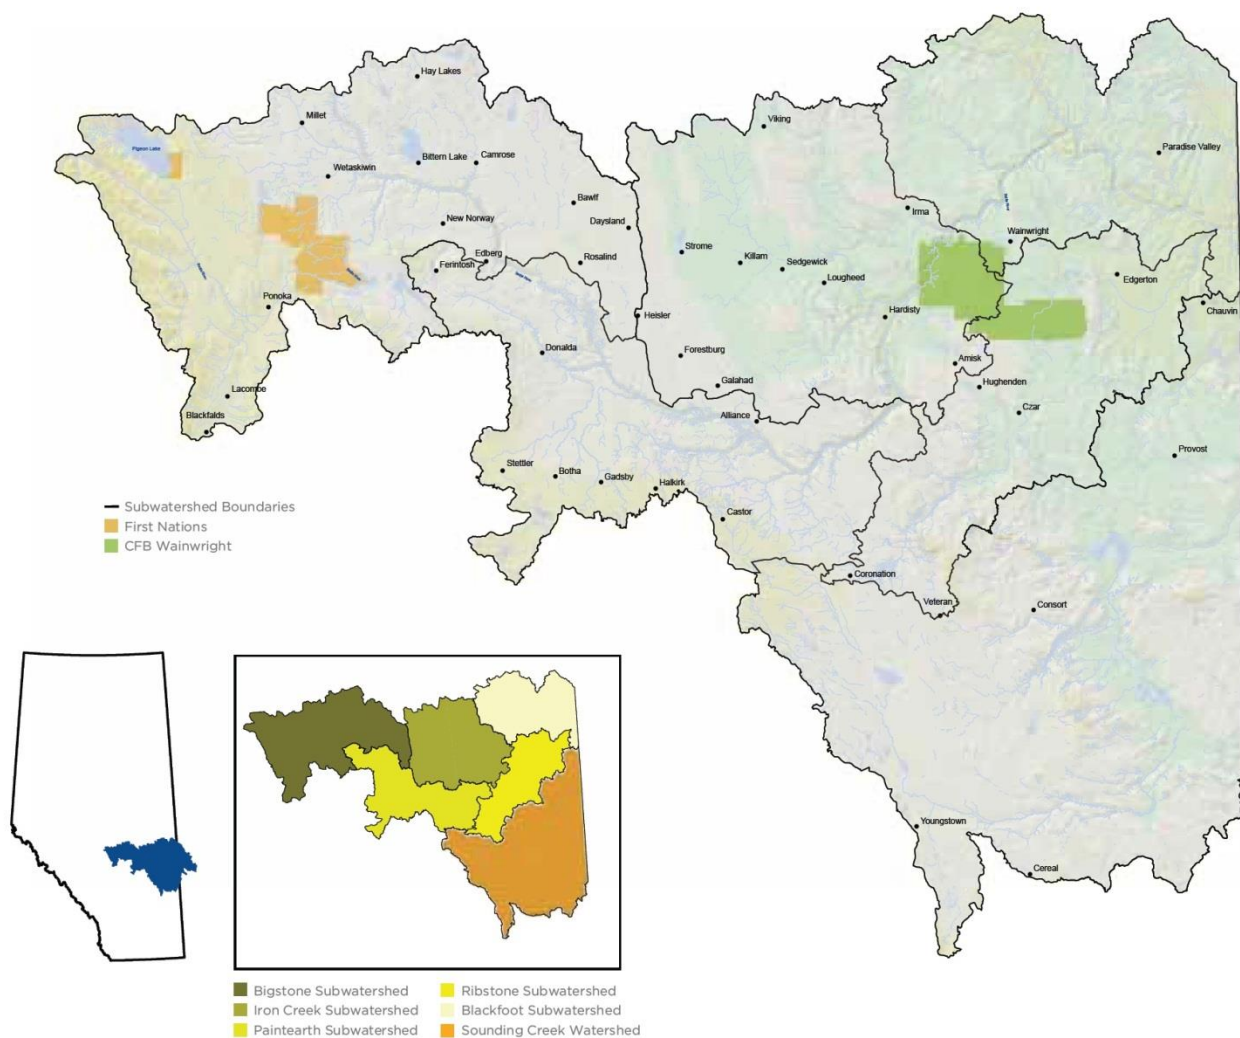 Hay Lakes
Millet
Viking
Pigeon Lake
Bittern Lake
Camrose
Paradise Valley
Wetaskiwin
Bawlf
Irma
New Norway
Daysland
Wainwright
Strome
Edberg
Ferintosh
Rosalind
Killam
Sedgewick
Lougheed
Edgerton
Ponoka
Chauvin
Heisler
Hardisty
Donalda
Forestburg
Amisk
Galahad
Hughenden
Lacombe
Blackfalds
Alliance
Czar
Provost
Stettler
Botha
Gadsby
Halkirk
Castor
Subwatershed Boundaries
First Nations
CFB Wainwright
Coronation
Veteran
Consort
Youngstown
Cereal
Bigstone Subwatershed
Iron Creek Subwatershed
Paintearth Subwatershed
Ribstone Subwatershed
Blackfoot Subwatershed
Sounding Creek Watershed